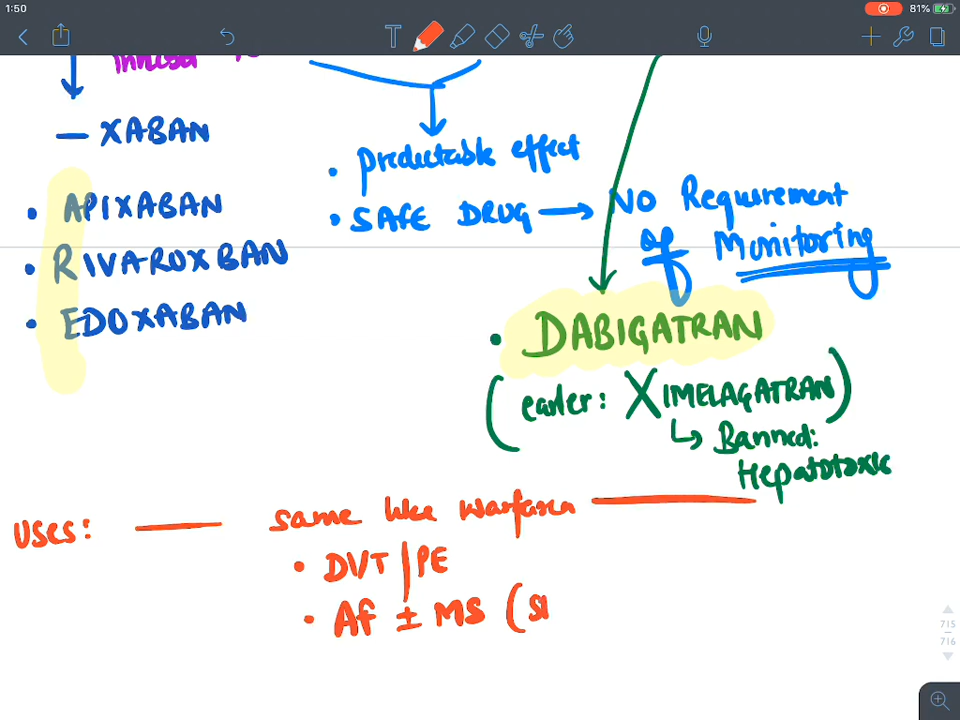 1:50
81%
T
— XABAN
• APIXABAN
• RIVAROXBAN
• EDOXABAN
• Predictable effect
• SAFE DRUG → NO Requirement
of Monitoring
• DABIGATRAN
(earlier: XIMELAGATRAN)
↳ Banned:
Hepatotoxic
Uses: — same like warfarin —
• DVT | PE
• Af ± MS (St
715
716